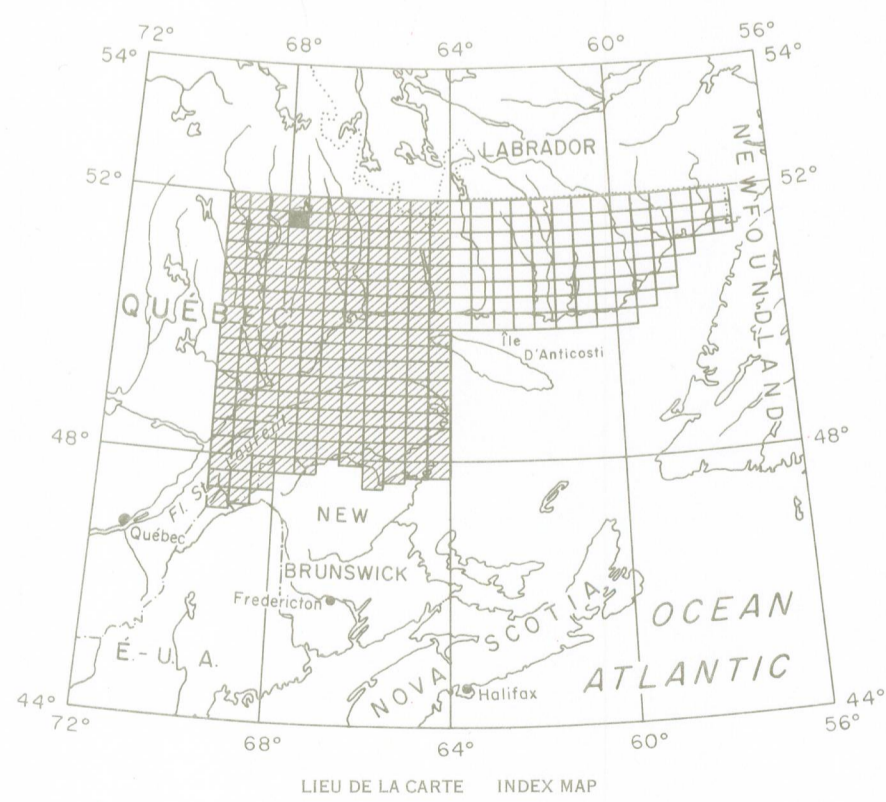 72°
68°
64°
60°
56°
54°
54°
LABRADOR
NEWFOUNDLAND
52°
52°
QUÉBEC
Île
D'Anticosti
48°
48°
Fl. St. Laurent
Québec
NEW
BRUNSWICK
Fredericton
NOVA SCOTIA
Halifax
OCEAN
ATLANTIC
É.-U. A.
44°
44°
72°
68°
64°
60°
56°
LIEU DE LA CARTE INDEX MAP